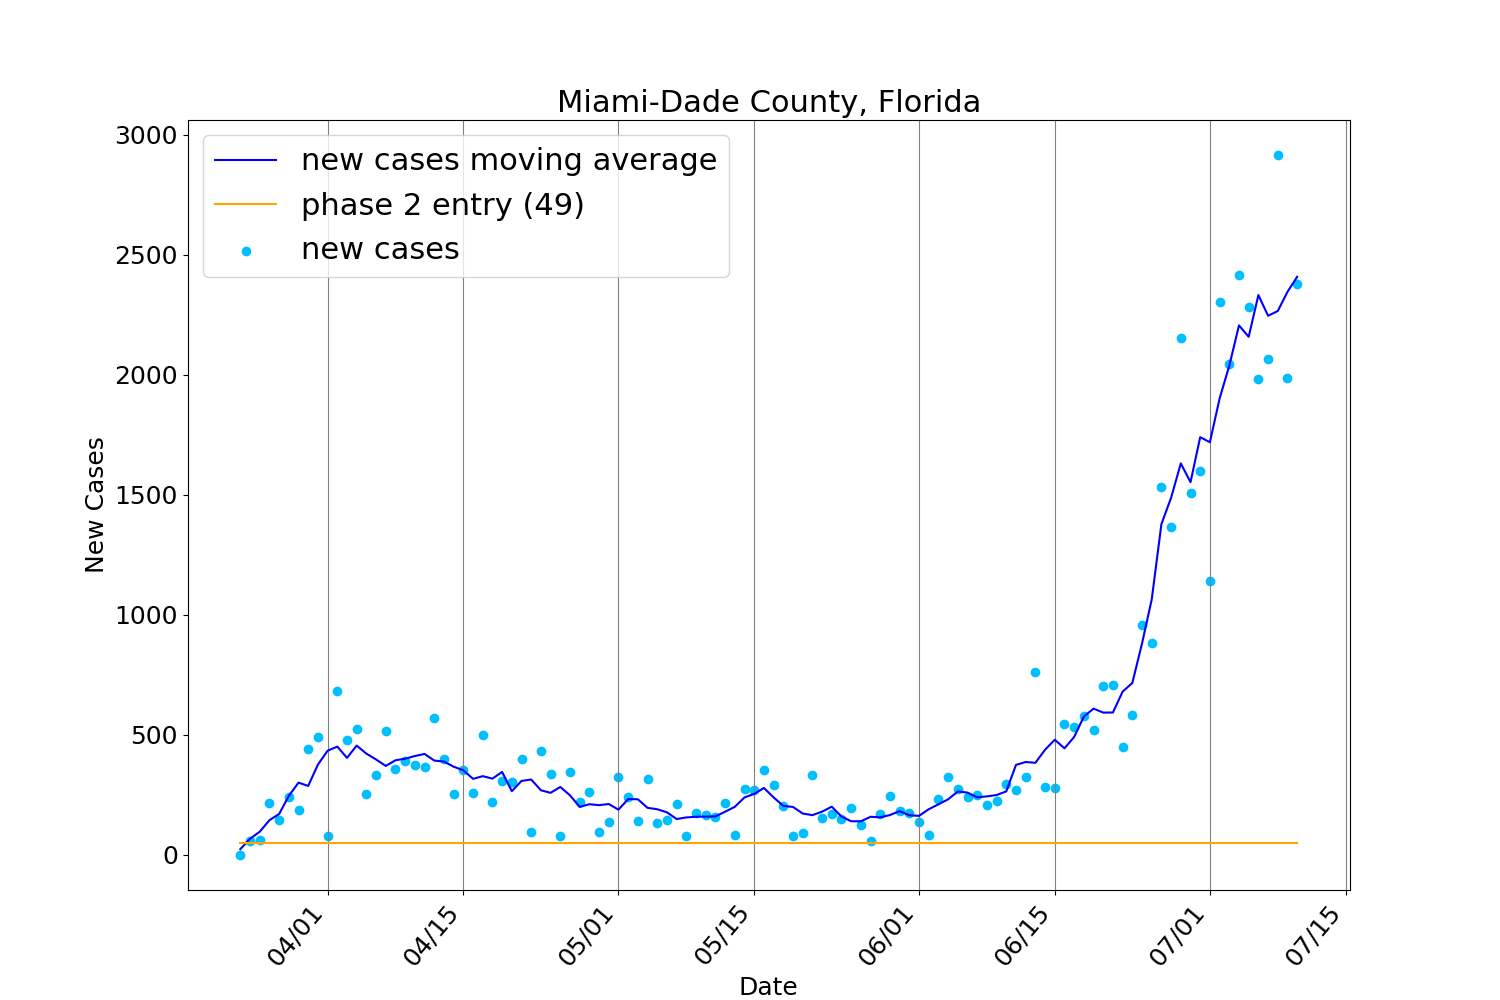 Miami-Dade County, Florida
3000
2500
2000
1500
1000
500
0
New Cases
new cases moving average
phase 2 entry (49)
new cases
04/01
04/15
05/01
05/15
06/01
06/15
07/01
07/15
Date